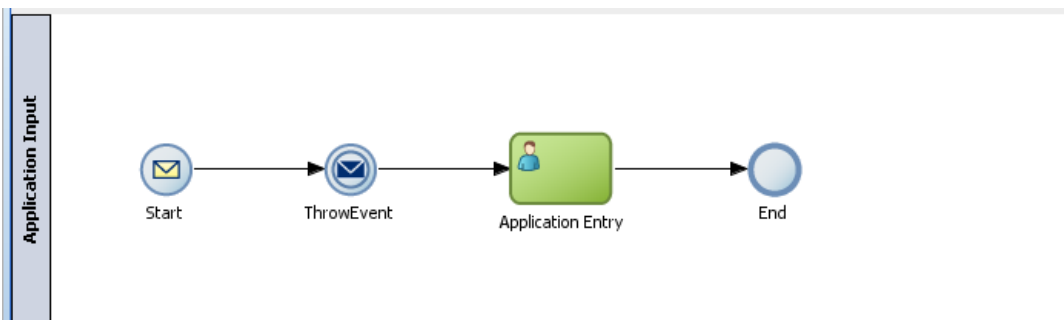 Application Input
Start
ThrowEvent
Application Entry
End